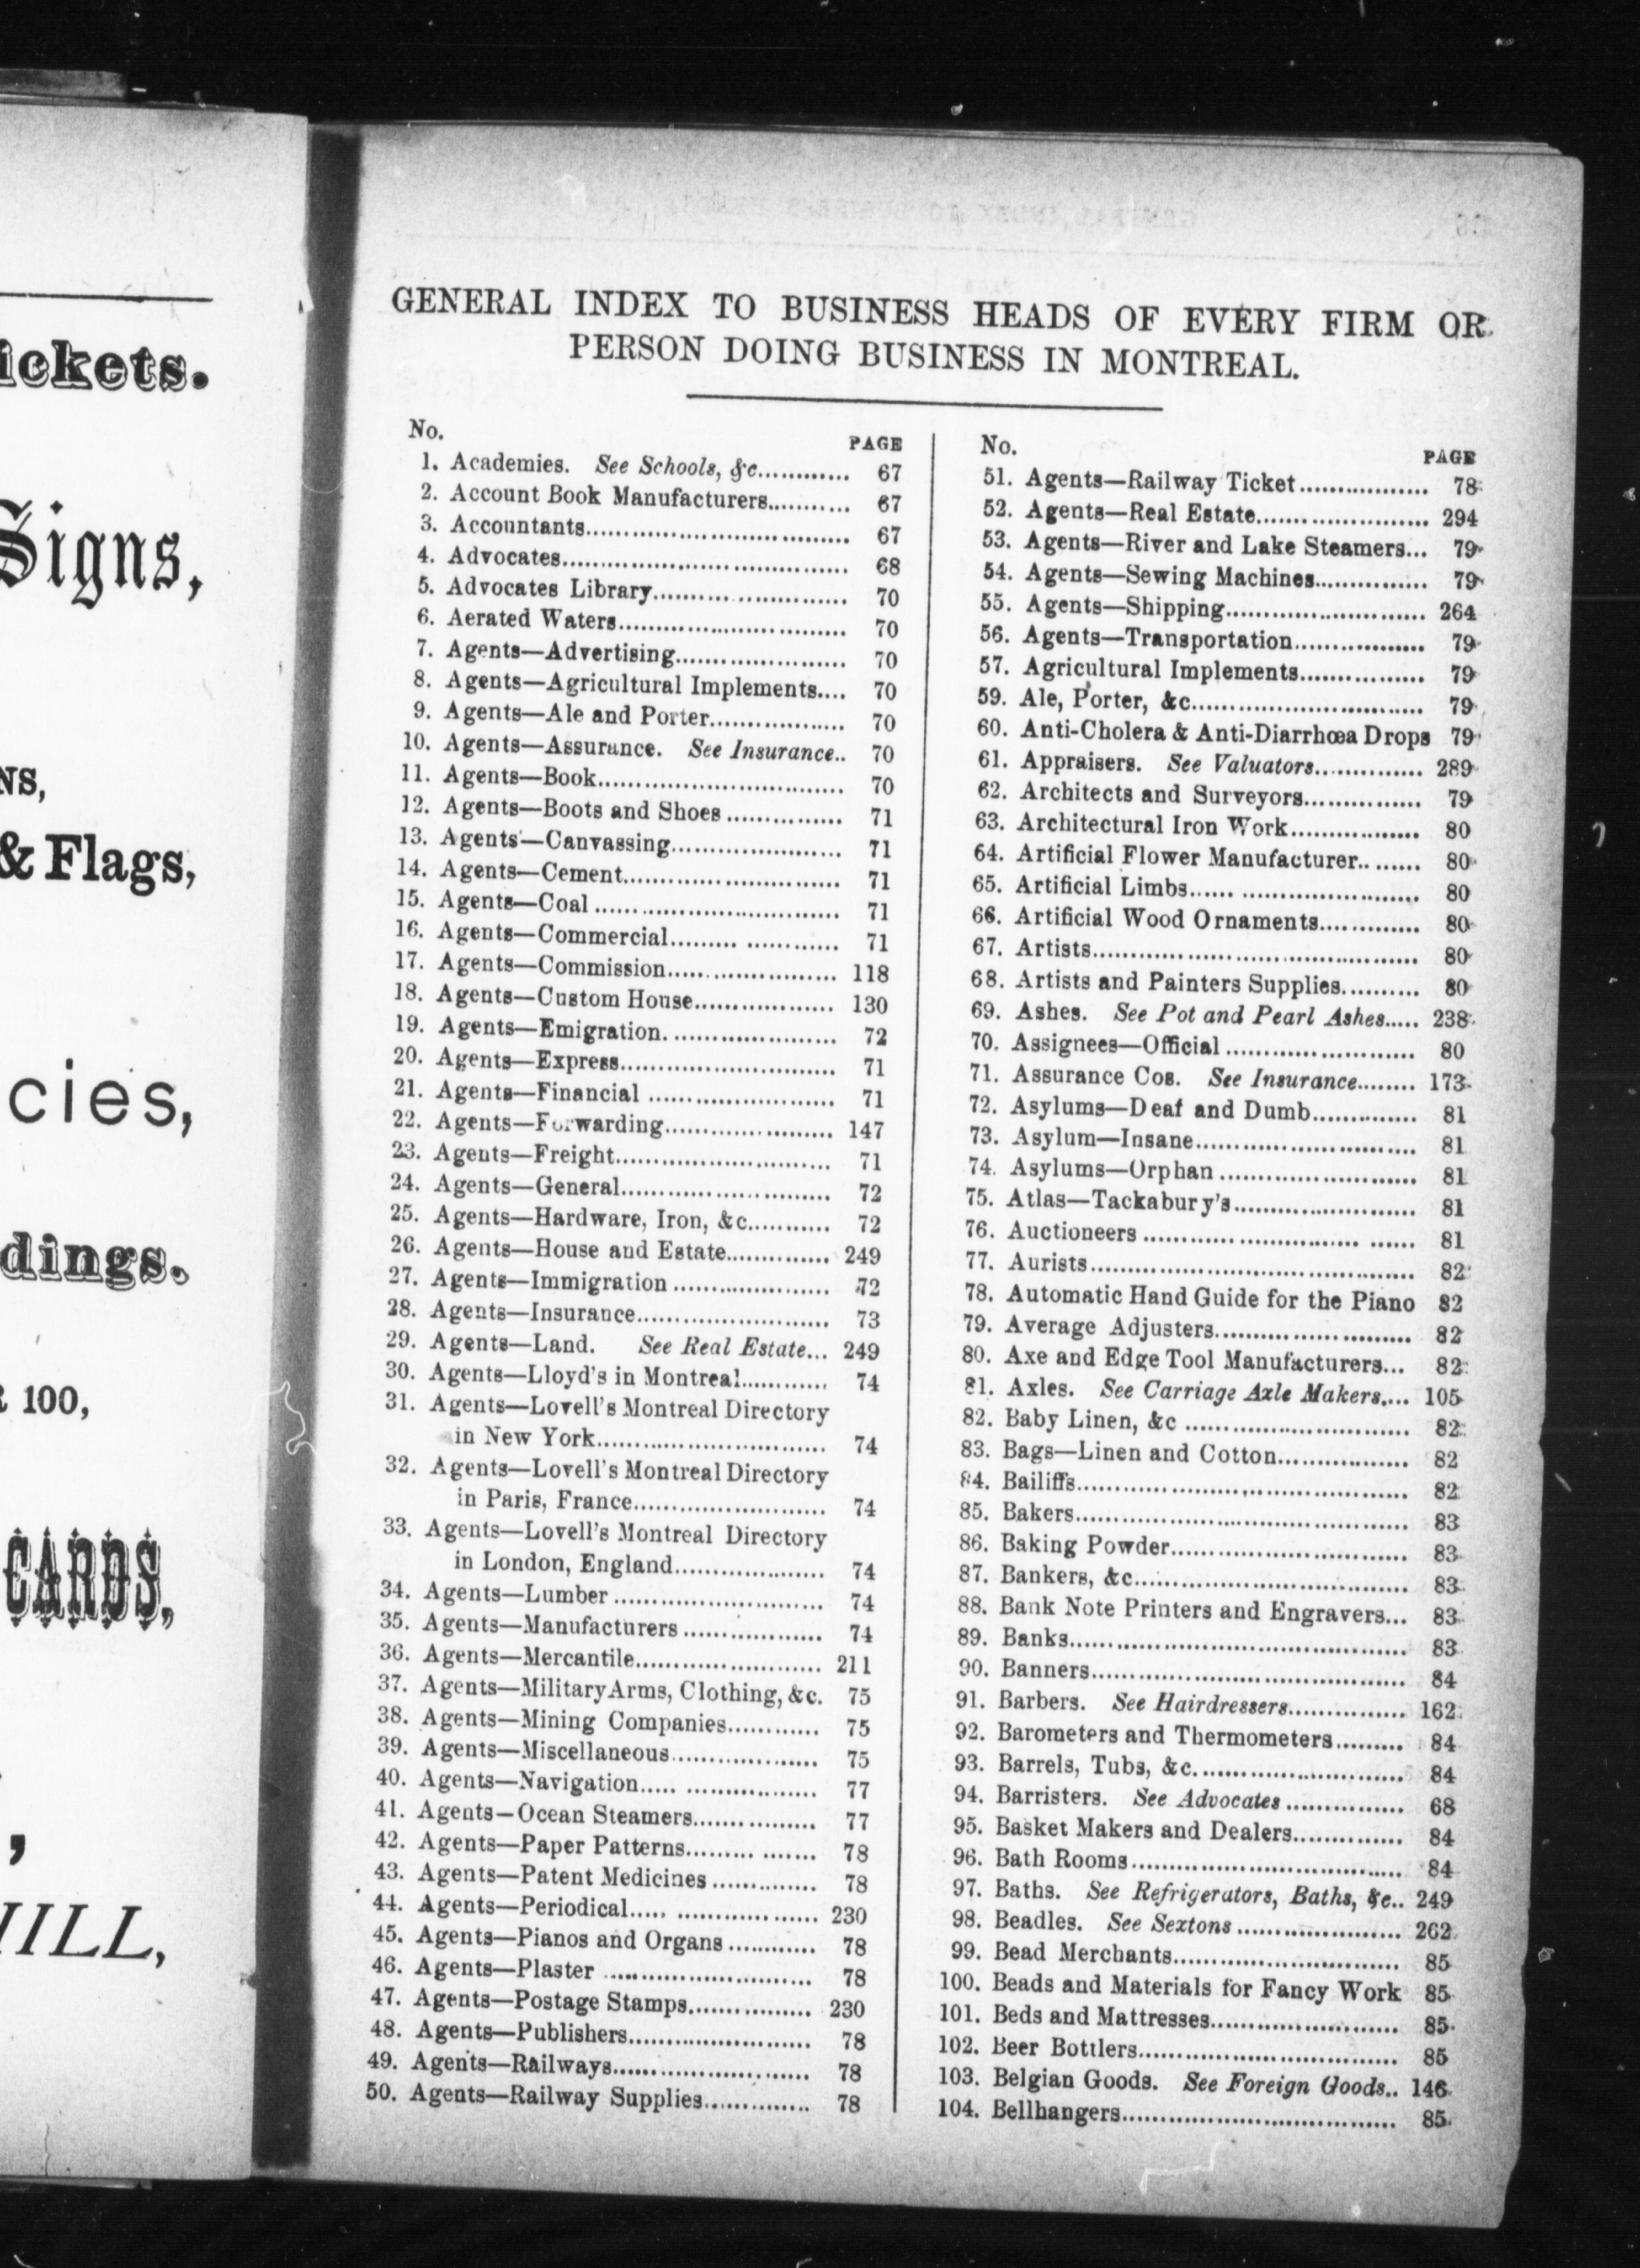 ickets.
Signs,
NS,
& Flags,
cies,
dings.
100,
CARDS,
HILL,
GENERAL INDEX TO BUSINESS HEADS OF EVERY FIRM OR
PERSON DOING BUSINESS IN MONTREAL.
No. PAGE
1. Academies. See Schools, &c............ 67
2. Account Book Manufacturers........... 67
3. Accountants.................................. 67
4. Advocates..................................... 68
5. Advocates Library......................... 70
6. Aerated Waters.............................. 70
7. Agents—Advertising...................... 70
8. Agents—Agricultural Implements.... 70
9. Agents—Ale and Porter.................. 70
10. Agents—Assurance. See Insurance.. 70
11. Agents—Book................................ 70
12. Agents—Boots and Shoes............... 71
13. Agents—Canvassing...................... 71
14. Agents—Cement............................ 71
15. Agents—Coal................................ 71
16. Agents—Commercial..................... 71
17. Agents—Commission...................... 118
18. Agents—Custom House.................. 130
19. Agents—Emigration...................... 72
20. Agents—Express............................ 71
21. Agents—Financial........................ 71
22. Agents—Forwarding...................... 147
23. Agents—Freight............................ 71
24. Agents—General........................... 72
25. Agents—Hardware, Iron, &c........... 72
26. Agents—House and Estate.............. 249
27. Agents—Immigration.................... 72
28. Agents—Insurance......................... 73
29. Agents—Land. See Real Estate... 249
30. Agents—Lloyd's in Montreal............ 74
31. Agents—Lovell's Montreal Directory
in New York.............................. 74
32. Agents—Lovell's Montreal Directory
in Paris, France......................... 74
33. Agents—Lovell's Montreal Directory
in London, England.................... 74
34. Agents—Lumber........................... 74
35. Agents—Manufacturers.................. 74
36. Agents—Mercantile........................ 211
37. Agents—Military Arms, Clothing, &c. 75
38. Agents—Mining Companies............ 75
39. Agents—Miscellaneous................... 75
40. Agents—Navigation...................... 77
41. Agents—Ocean Steamers................ 77
42. Agents—Paper Patterns................. 78
43. Agents—Patent Medicines.............. 78
44. Agents—Periodical........................ 230
45. Agents—Pianos and Organs............ 78
46. Agents—Plaster............................ 78
47. Agents—Postage Stamps................ 230
48. Agents—Publishers........................ 78
49. Agents—Railways.......................... 78
50. Agents—Railway Supplies.............. 78
No. PAGE
51. Agents—Railway Ticket................. 78
52. Agents—Real Estate....................... 294
53. Agents—River and Lake Steamers... 79
54. Agents—Sewing Machines............... 79
55. Agents—Shipping.......................... 264
56. Agents—Transportation................. 79
57. Agricultural Implements................ 79
59. Ale, Porter, &c.............................. 79
60. Anti-Cholera & Anti-Diarrhœa Drops 79
61. Appraisers. See Valuators.............. 289
62. Architects and Surveyors............... 79
63. Architectural Iron Work................. 80
64. Artificial Flower Manufacturer........ 80
65. Artificial Limbs............................. 80
66. Artificial Wood Ornaments............. 80
67. Artists.......................................... 80
68. Artists and Painters Supplies.......... 80
69. Ashes. See Pot and Pearl Ashes..... 238
70. Assignees—Official........................ 80
71. Assurance Cos. See Insurance........ 173
72. Asylums—Deaf and Dumb.............. 81
73. Asylum—Insane............................ 81
74. Asylums—Orphan.......................... 81
75. Atlas—Tackabury's........................ 81
76. Auctioneers................................... 81
77. Aurists.......................................... 82
78. Automatic Hand Guide for the Piano 82
79. Average Adjusters.......................... 82
80. Axe and Edge Tool Manufacturers... 82
81. Axles. See Carriage Axle Makers.... 105
82. Baby Linen, &c............................. 82
83. Bags—Linen and Cotton................. 82
84. Bailiffs.......................................... 82
85. Bakers.......................................... 83
86. Baking Powder.............................. 83
87. Bankers, &c.................................. 83
88. Bank Note Printers and Engravers... 83
89. Banks........................................... 83
90. Banners........................................ 84
91. Barbers. See Hairdressers............... 162
92. Barometers and Thermometers......... 84
93. Barrels, Tubs, &c........................... 84
94. Barristers. See Advocates............... 68
95. Basket Makers and Dealers.............. 84
96. Bath Rooms................................... 84
97. Baths. See Refrigerators, Baths, &c.. 249
98. Beadles. See Sextons..................... 262
99. Bead Merchants............................. 85
100. Beads and Materials for Fancy Work 85
101. Beds and Mattresses........................ 85
102. Beer Bottlers.................................. 85
103. Belgian Goods. See Foreign Goods.. 146
104. Bellhangers.................................... 85